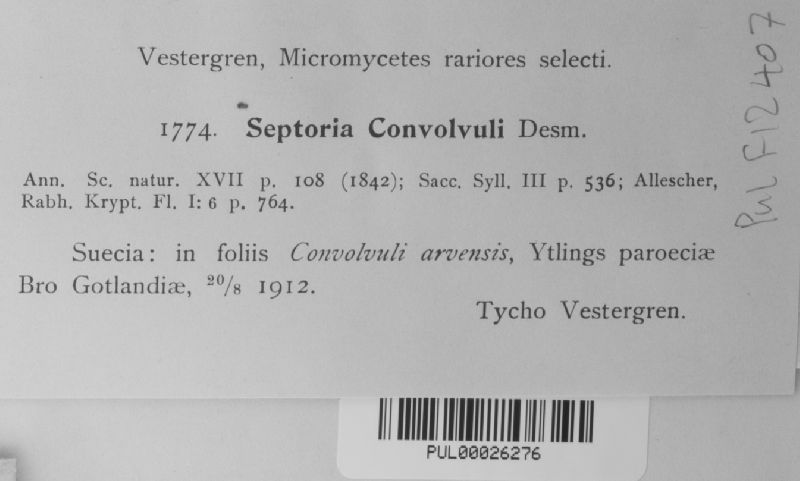 Vestergren, Micromycetes rariores selecti.
1774. Septoria Convolvuli Desm.
Ann. Sc. natur. XVII p. 108 (1842); Sacc. Syll. III p. 536; Allescher,
Rabh. Krypt. Fl. I: 6 p. 764.
Suecia: in foliis Convolvuli arvensis, Ytlings paroeciæ
Bro Gotlandiæ, 20/8 1912.
Tycho Vestergren.
PUL F12407
PUL00026276